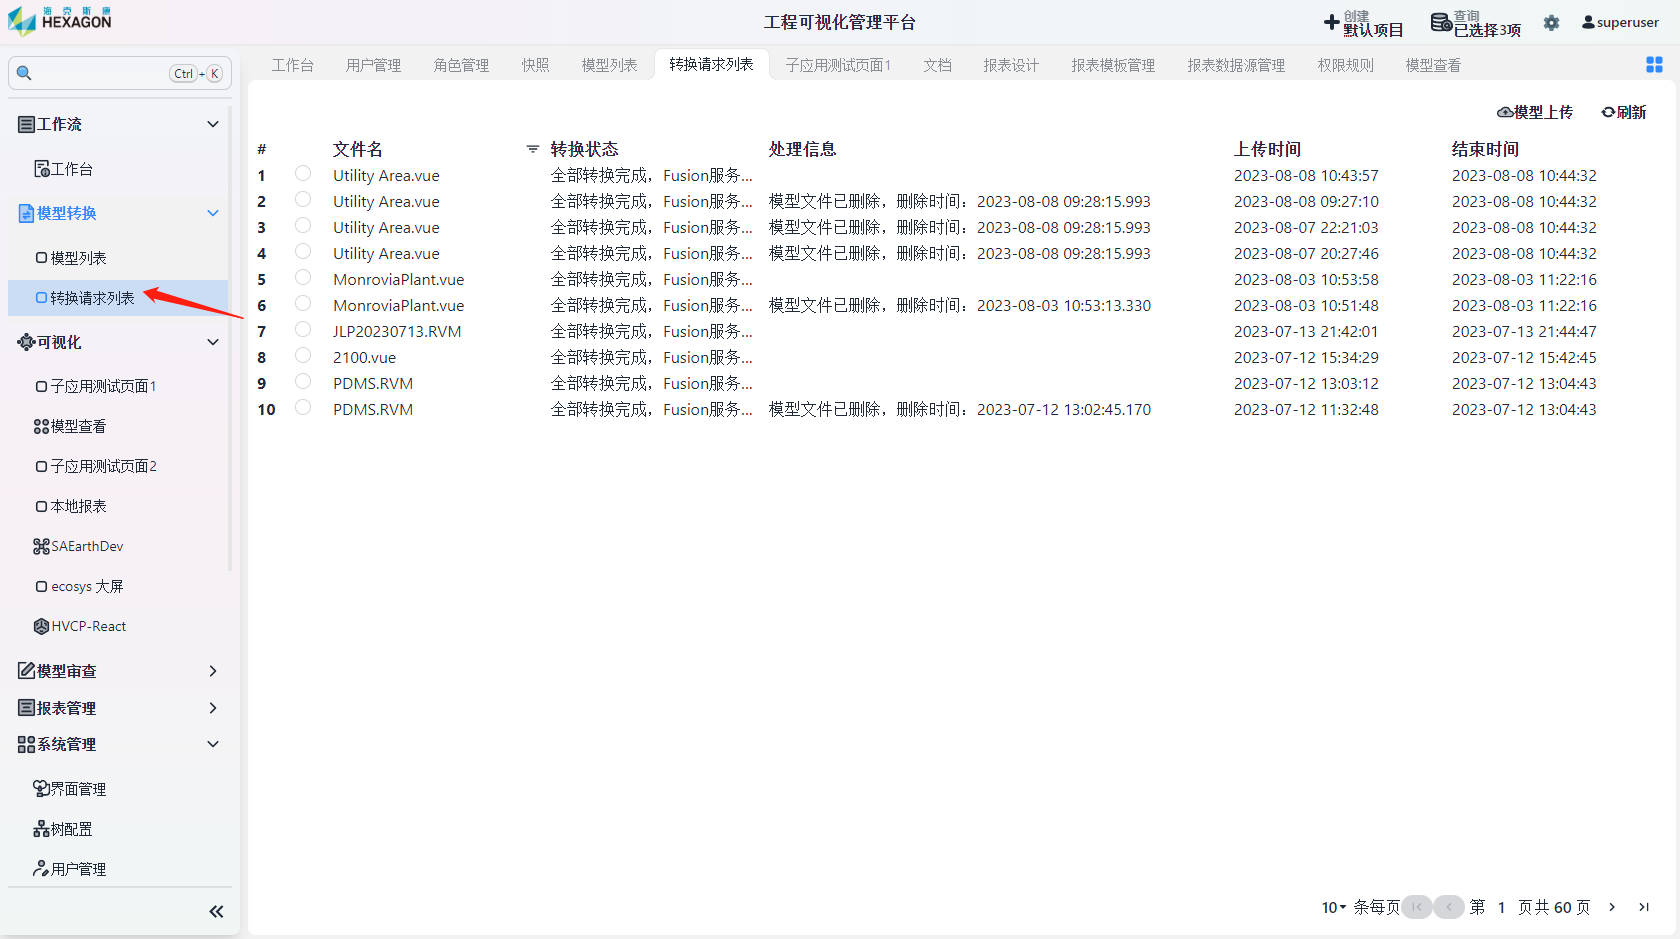 海克斯康
HEXAGON
工程可视化管理平台
创建
默认项目
查询
已选择3项
superuser
Ctrl + K
工作台 用户管理 角色管理 快照 模型列表 转换请求列表 子应用测试页面1 文档 报表设计 报表模板管理 报表数据源管理 权限规则 模型查看
工作流
工作台
模型转换
模型列表
转换请求列表
可视化
子应用测试页面1
模型查看
子应用测试页面2
本地报表
SAEarthDev
ecosys 大屏
HVCP-React
模型审查
报表管理
系统管理
界面管理
树配置
用户管理
模型上传 刷新
# 文件名 转换状态 处理信息 上传时间 结束时间
1 Utility Area.vue 全部转换完成，Fusion服务... 2023-08-08 10:43:57 2023-08-08 10:44:32
2 Utility Area.vue 全部转换完成，Fusion服务... 模型文件已删除，删除时间：2023-08-08 09:28:15.993 2023-08-08 09:27:10 2023-08-08 10:44:32
3 Utility Area.vue 全部转换完成，Fusion服务... 模型文件已删除，删除时间：2023-08-08 09:28:15.993 2023-08-07 22:21:03 2023-08-08 10:44:32
4 Utility Area.vue 全部转换完成，Fusion服务... 模型文件已删除，删除时间：2023-08-08 09:28:15.993 2023-08-07 20:27:46 2023-08-08 10:44:32
5 MonroviaPlant.vue 全部转换完成，Fusion服务... 2023-08-03 10:53:58 2023-08-03 11:22:16
6 MonroviaPlant.vue 全部转换完成，Fusion服务... 模型文件已删除，删除时间：2023-08-03 10:53:13.330 2023-08-03 10:51:48 2023-08-03 11:22:16
7 JLP20230713.RVM 全部转换完成，Fusion服务... 2023-07-13 21:42:01 2023-07-13 21:44:47
8 2100.vue 全部转换完成，Fusion服务... 2023-07-12 15:34:29 2023-07-12 15:42:45
9 PDMS.RVM 全部转换完成，Fusion服务... 2023-07-12 13:03:12 2023-07-12 13:04:43
10 PDMS.RVM 全部转换完成，Fusion服务... 模型文件已删除，删除时间：2023-07-12 13:02:45.170 2023-07-12 11:32:48 2023-07-12 13:04:43
10 条每页 第 1 页共 60 页